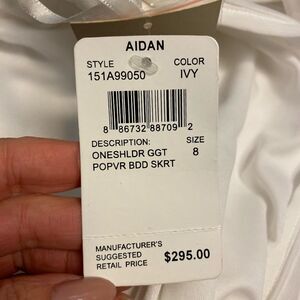 AIDAN
STYLE COLOR
151A99050 IVY
8 86732 88709 2
DESCRIPTION: SIZE
ONESHLDR GGT 8
POPVR BDD SKRT
MANUFACTURER'S
SUGGESTED
RETAIL PRICE $295.00